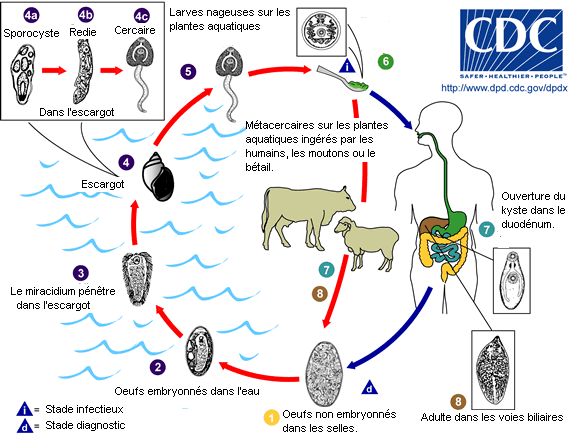 4a
4b
4c
Sporocyste
Redie
Cercaire
Dans l'escargot
Larves nageuses sur les
plantes aquatiques
5
i
6
CDC
SAFER • HEALTHIER • PEOPLE™
http://www.dpd.cdc.gov/dpdx
Métacercaires sur les plantes
aquatiques ingérés par les
humains, les moutons ou le
bétail.
4
Escargot
Ouverture du
kyste dans le
duodénum.
7
3
Le miracidium pénêtre
dans l'escargot
7
8
2
Oeufs embryonnés dans l'eau
d
1
Oeufs non embryonnés
dans les selles.
8
Adulte dans les voies biliaires
i = Stade infectieux
d = Stade diagnostic